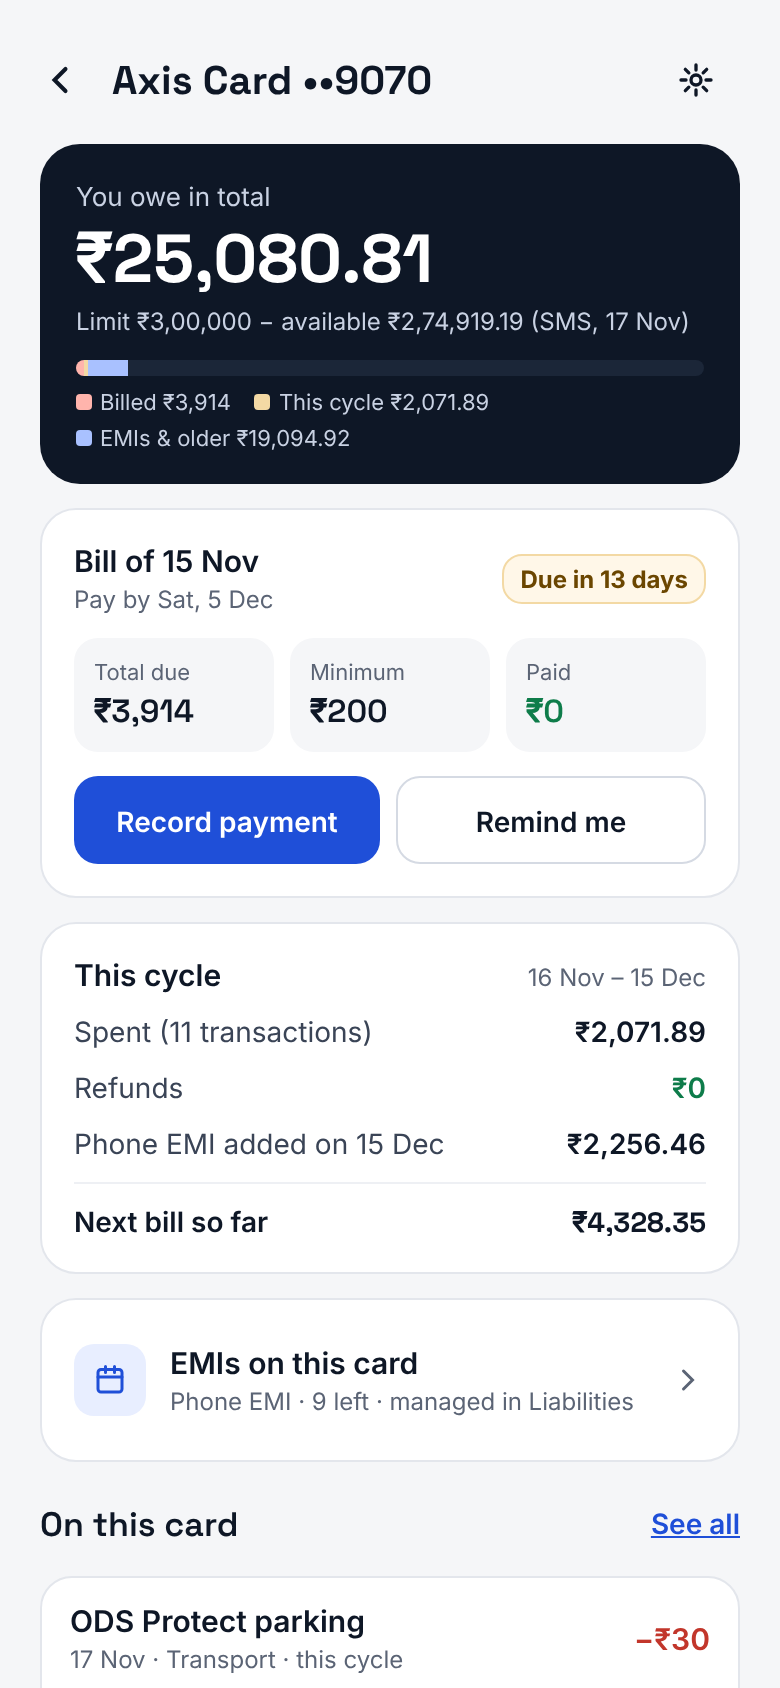 Axis Card ••9070
You owe in total
₹25,080.81
Limit ₹3,00,000 – available ₹2,74,919.19 (SMS, 17 Nov)
Billed ₹3,914 This cycle ₹2,071.89
EMIs & older ₹19,094.92
Bill of 15 Nov
Pay by Sat, 5 Dec
Due in 13 days
Total due Minimum Paid
₹3,914 ₹200 ₹0
Record payment Remind me
This cycle 16 Nov – 15 Dec
Spent (11 transactions) ₹2,071.89
Refunds ₹0
Phone EMI added on 15 Dec ₹2,256.46
Next bill so far ₹4,328.35
EMIs on this card
Phone EMI · 9 left · managed in Liabilities
On this card See all
ODS Protect parking
17 Nov · Transport · this cycle
–₹30